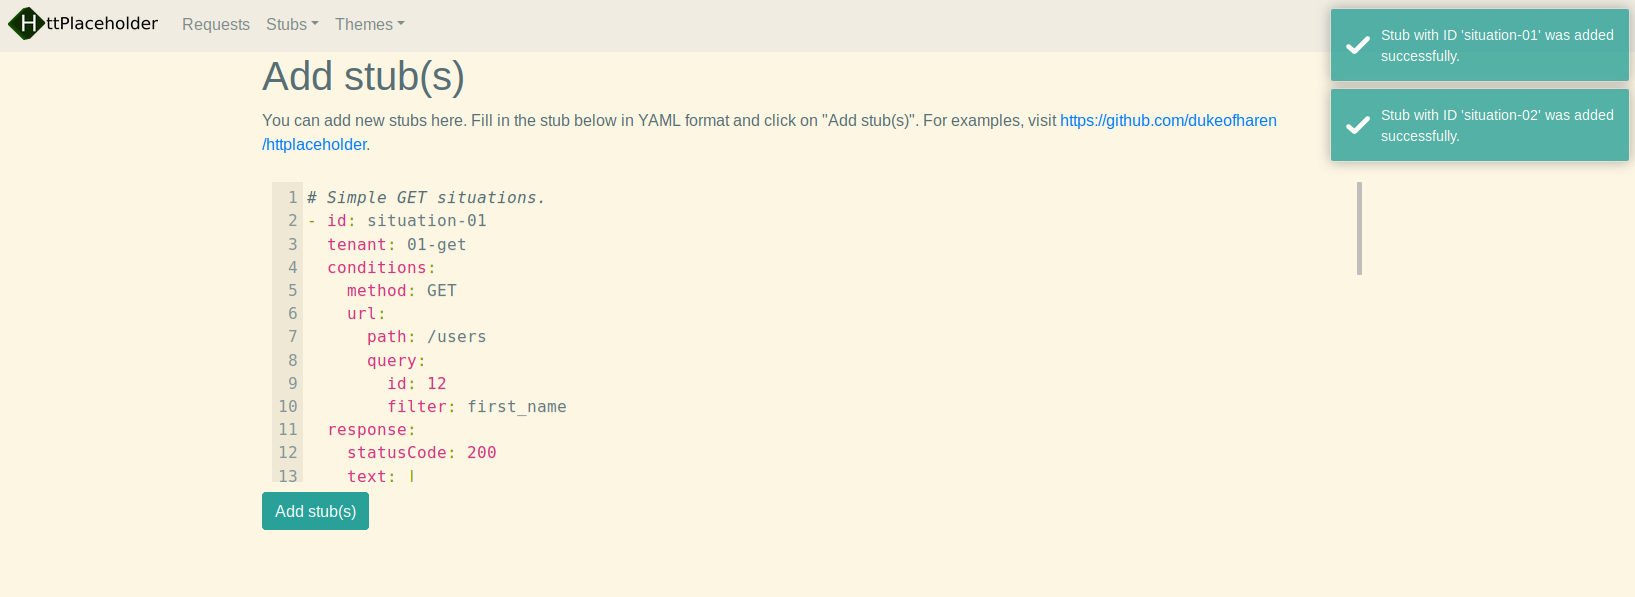 HttPlaceholder Requests Stubs Themes
Stub with ID 'situation-01' was added
successfully.
Stub with ID 'situation-02' was added
successfully.
Add stub(s)
You can add new stubs here. Fill in the stub below in YAML format and click on "Add stub(s)". For examples, visit https://github.com/dukeofharen
/httplaceholder.
1 # Simple GET situations.
2 - id: situation-01
3 tenant: 01-get
4 conditions:
5 method: GET
6 url:
7 path: /users
8 query:
9 id: 12
10 filter: first_name
11 response:
12 statusCode: 200
13 text: |
Add stub(s)